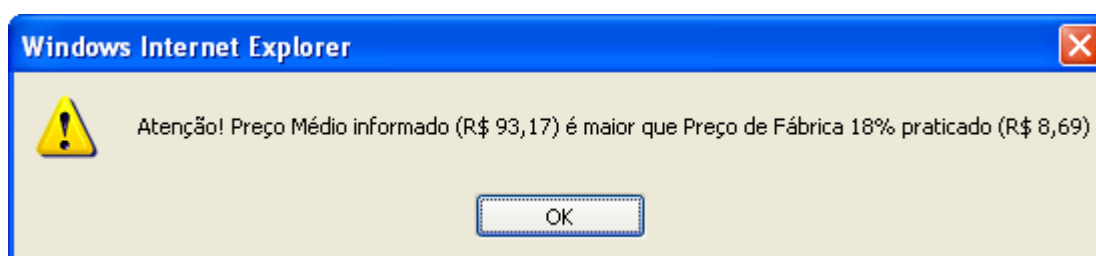 Windows Internet Explorer
Atenção! Preço Médio informado (R$ 93,17) é maior que Preço de Fábrica 18% praticado (R$ 8,69)
OK